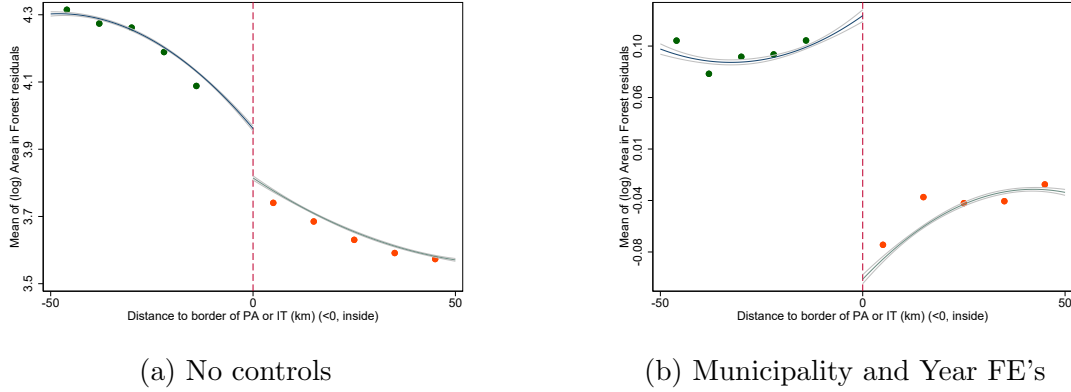 Mean of (log) Area in Forest residuals
4.3
4.1
3.9
3.7
3.5
-50
0
50
Distance to border of PA or IT (km) (<0, inside)
(a) No controls
Mean of (log) Area in Forest residuals
0.10
0.06
0.01
-0.04
-0.08
-50
0
50
Distance to border of PA or IT (km) (<0, inside)
(b) Municipality and Year FE's